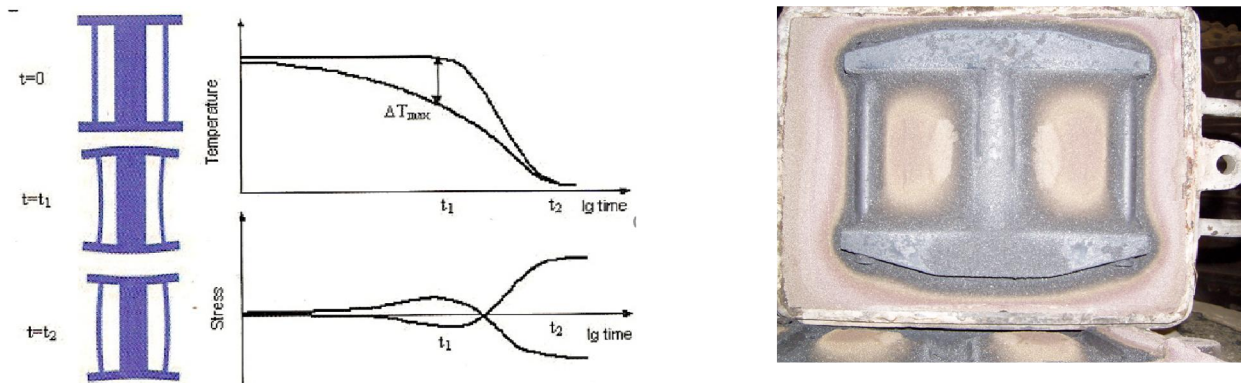 t=0
t=t₁
t=t₂
Temperature
ΔTmax
t₁
t₂
lg time
Stress
t₁
t₂
lg time